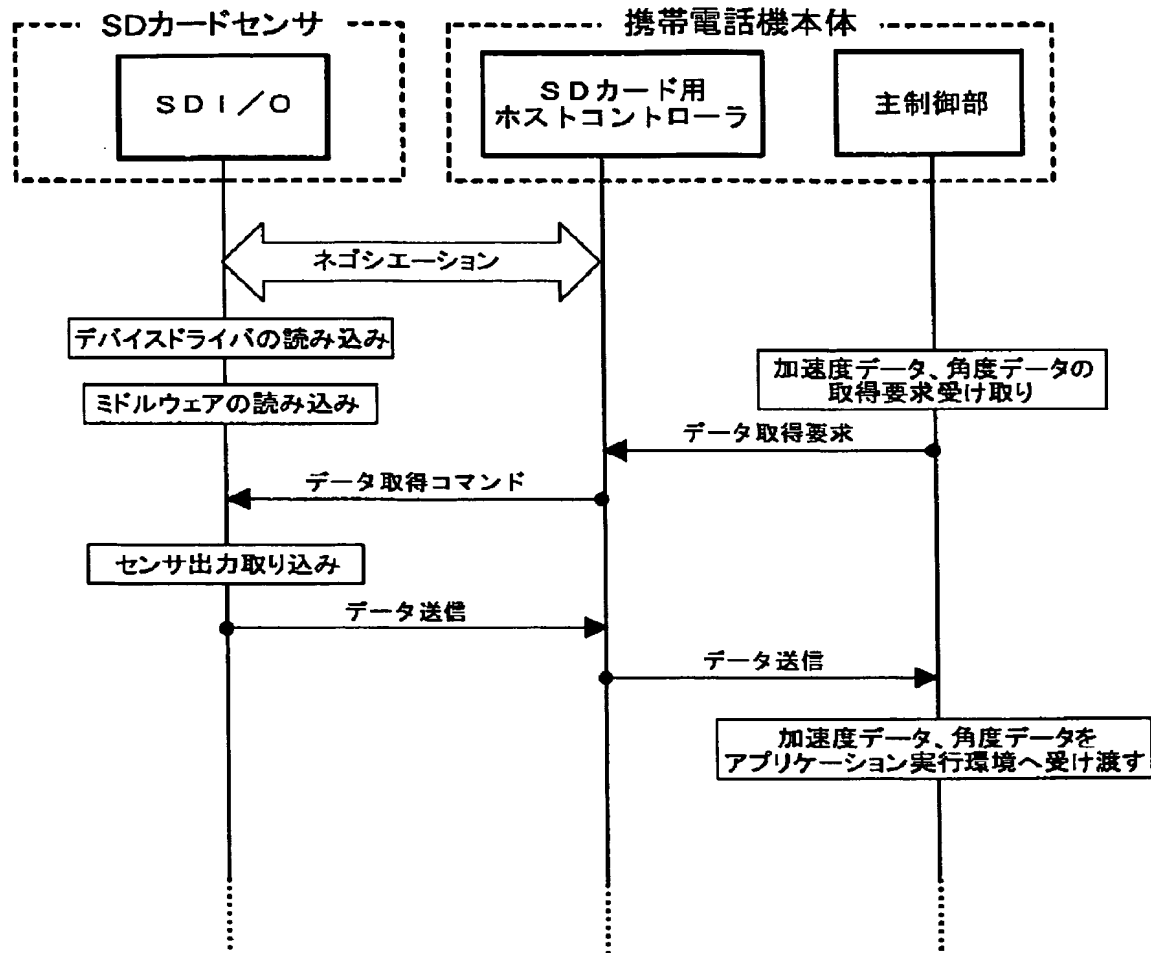 SDカードセンサ
携帯電話機本体
SDI/O
SDカード用
ホストコントローラ
主制御部
ネゴシエーション
デバイスドライバの読み込み
加速度データ、角度データの
取得要求受け取り
ミドルウェアの読み込み
データ取得要求
データ取得コマンド
センサ出力取り込み
データ送信
データ送信
加速度データ、角度データを
アプリケーション実行環境へ受け渡す